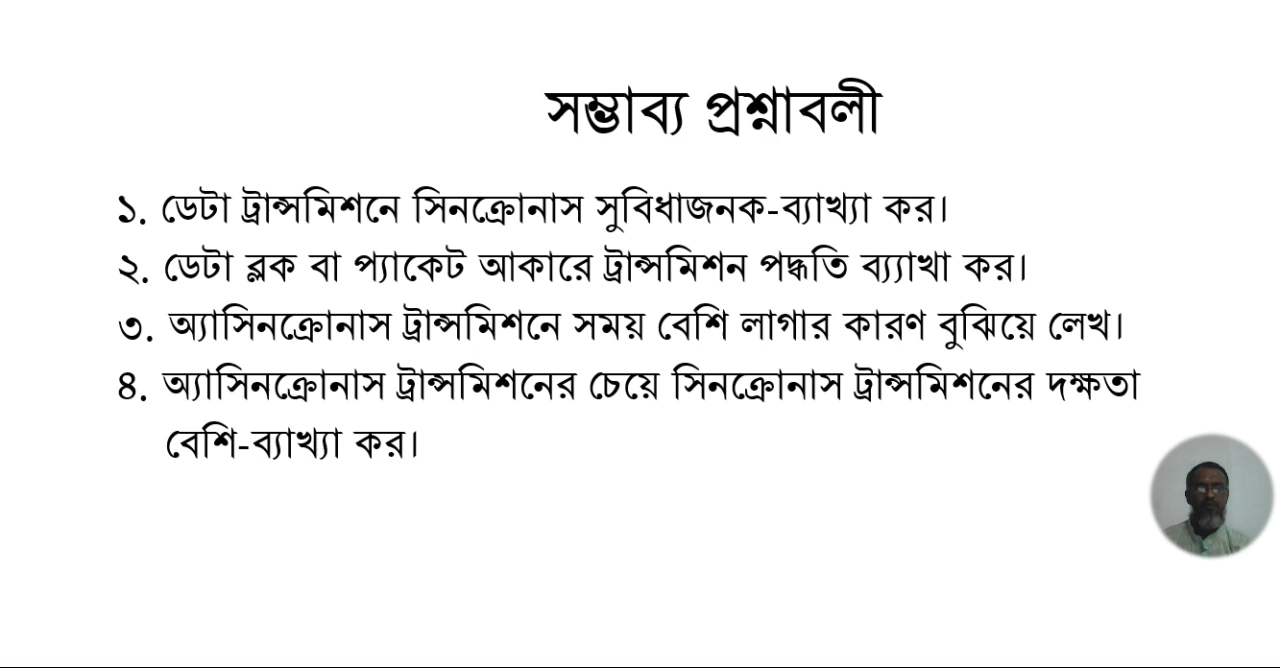 সম্ভাব্য প্রশ্নাবলী
১. ডেটা ট্রান্সমিশনে সিনক্রোনাস সুবিধাজনক-ব্যাখ্যা কর।
২. ডেটা ব্লক বা প্যাকেট আকারে ট্রান্সমিশন পদ্ধতি ব্য্যাখা কর।
৩. অ্যাসিনক্রোনাস ট্রান্সমিশনে সময় বেশি লাগার কারণ বুঝিয়ে লেখ।
৪. অ্যাসিনক্রোনাস ট্রান্সমিশনের চেয়ে সিনক্রোনাস ট্রান্সমিশনের দক্ষতা
বেশি-ব্যাখ্যা কর।